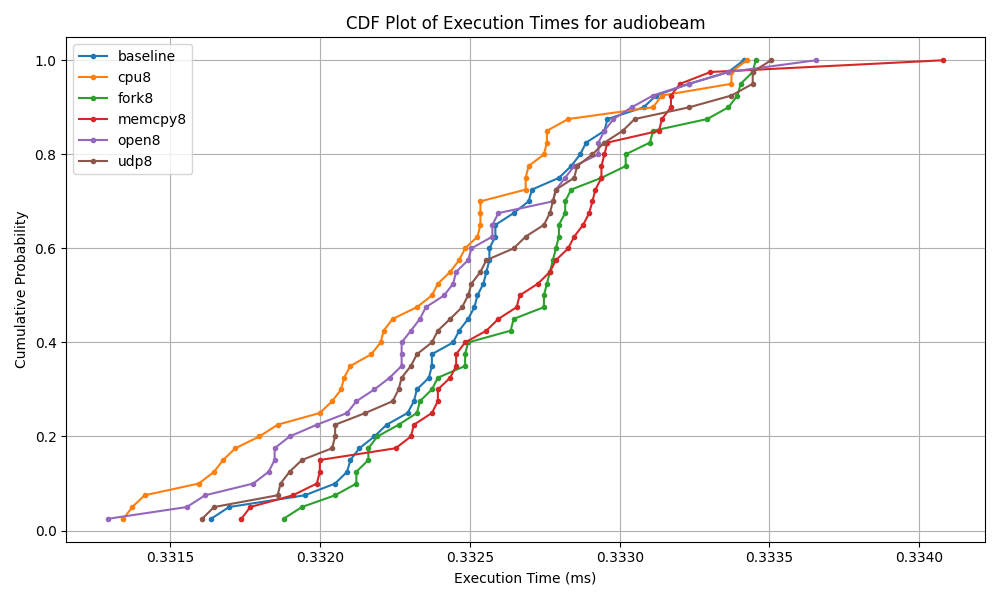 CDF Plot of Execution Times for audiobeam
baseline
cpu8
fork8
memcpy8
open8
udp8
Cumulative Probability
1.0
0.8
0.6
0.4
0.2
0.0
0.3315 0.3320 0.3325 0.3330 0.3335 0.3340
Execution Time (ms)